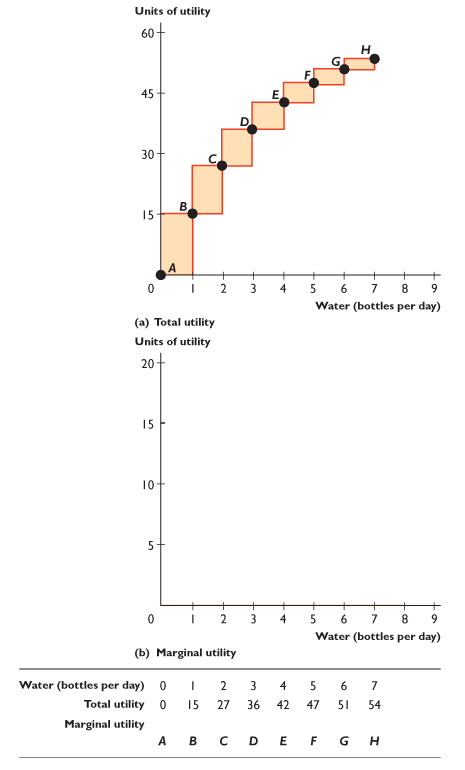 Units of utility
60
H
G
F
45
E
D
30
C
B
15
A
0 1 2 3 4 5 6 7 8 9
Water (bottles per day)
(a) Total utility
Units of utility
20
15
10
5
0 1 2 3 4 5 6 7 8 9
Water (bottles per day)
(b) Marginal utility
Water (bottles per day) 0 1 2 3 4 5 6 7
Total utility 0 15 27 36 42 47 51 54
Marginal utility
A B C D E F G H